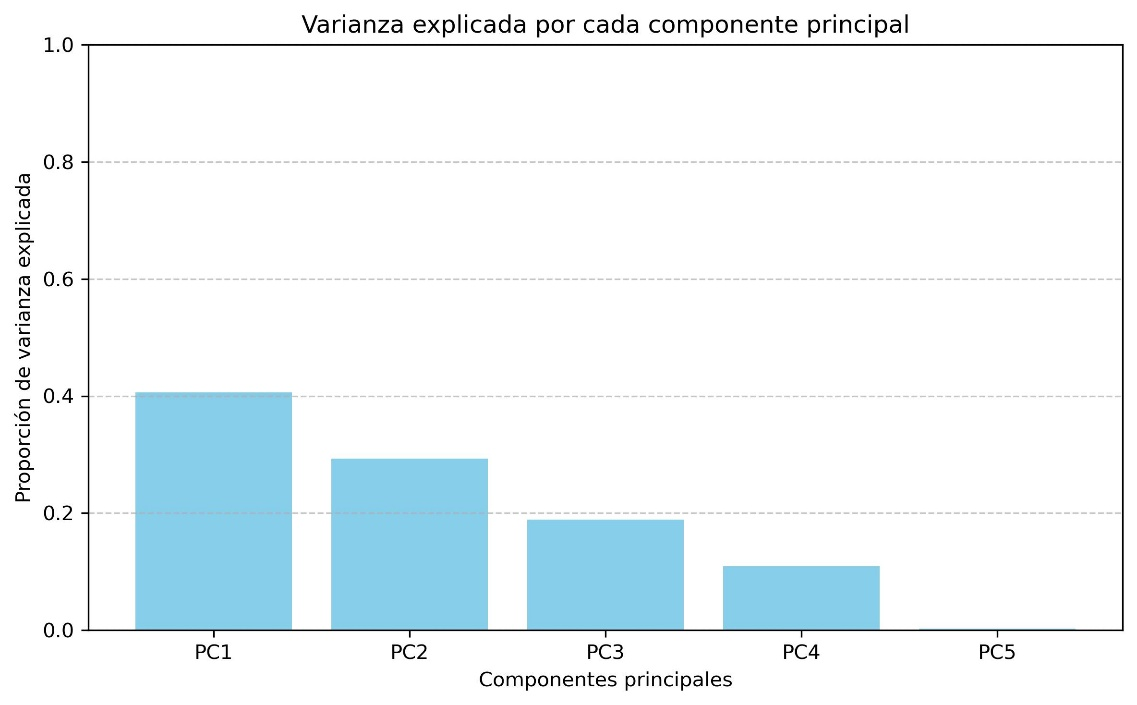 Varianza explicada por cada componente principal
1.0
0.8
0.6
0.4
0.2
0.0
Proporción de varianza explicada
PC1 PC2 PC3 PC4 PC5
Componentes principales